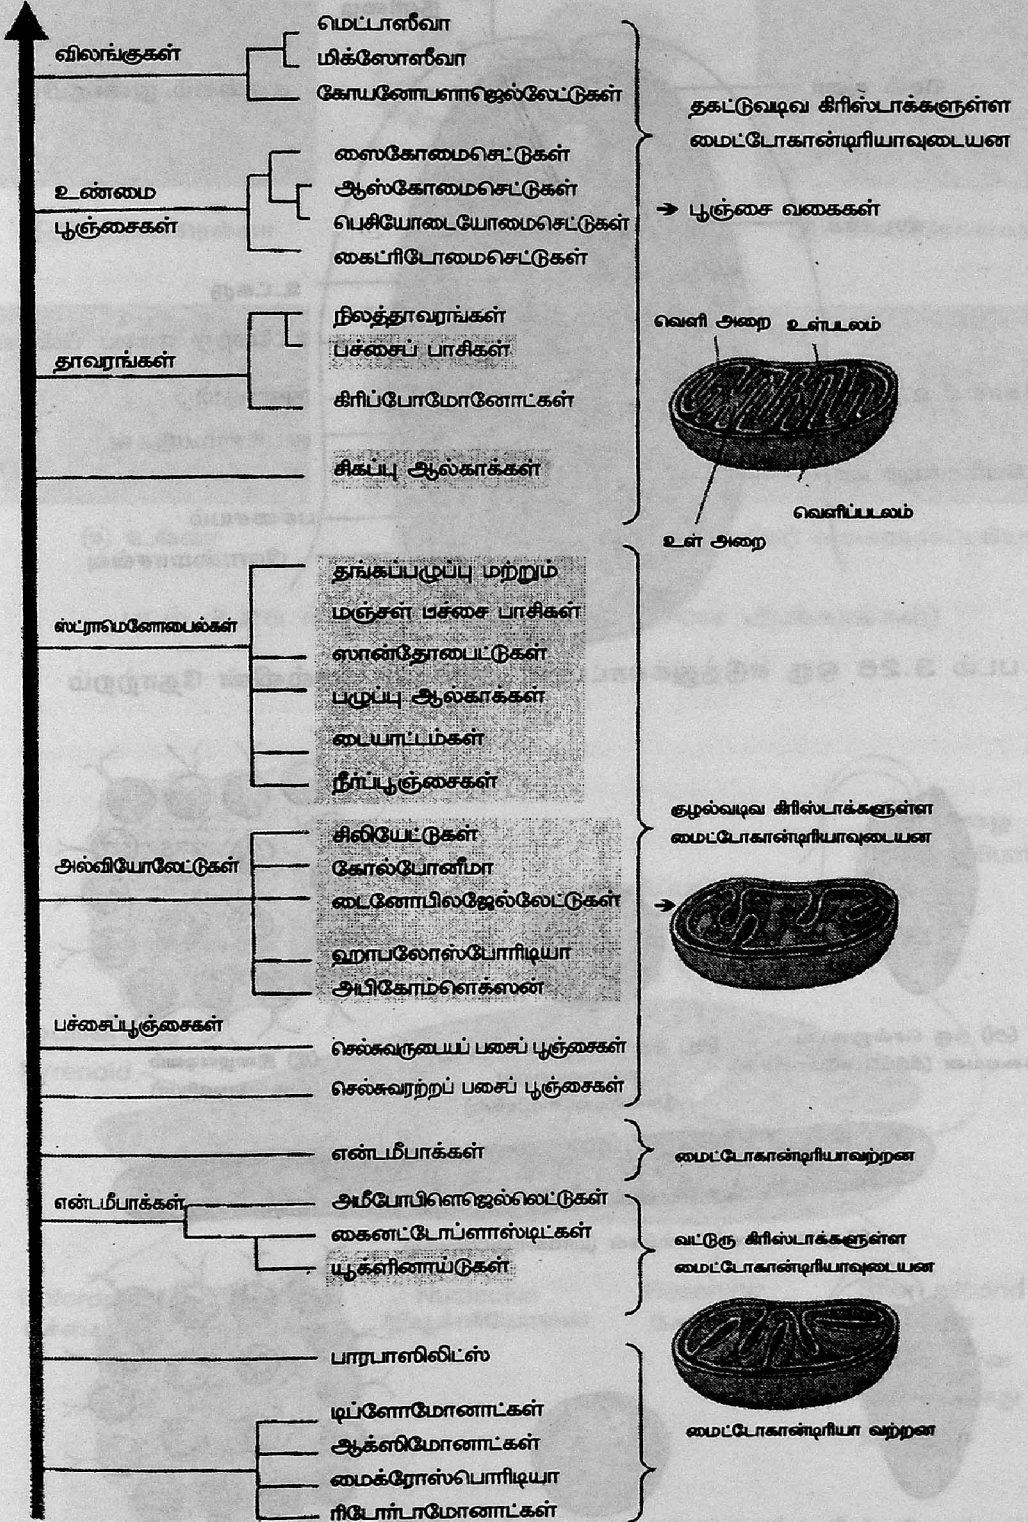 மெட்டாஸீவா
விலங்குகள்
மிக்ஸோஸீவா
கோயனோபளாஜெல்லேட்டுகள்
தகட்டுவடிவ கிரிஸ்டாக்களுள்ள
மைட்டோகான்டிரியாவுடையன
ஸைகோமைசெட்டுகள்
உண்மை
பூஞ்சைகள்
ஆஸ்கோமைசெட்டுகள்
பெசியோடையோமைசெட்டுகள்
→ பூஞ்சை வகைகள்
கைட்ரிடோமைசெட்டுகள்
நிலத்தாவரங்கள்
தாவரங்கள்
பச்சைப் பாசிகள்
கிரிப்போமோனோட்கள்
சிகப்பு ஆல்காக்கள்
வெளி அறை உள்படலம்
வெளிப்படலம்
உள் அறை
தங்கப்பழுப்பு மற்றும்
மஞ்சள் பச்சை பாசிகள்
ஸ்ட்ராமெனோபைல்கள்
ஸான்தோபைட்டுகள்
பழுப்பு ஆல்காக்கள்
டையாட்டம்கள்
நீர்ப்பூஞ்சைகள்
குழல்வடிவ கிரிஸ்டாக்களுள்ள
மைட்டோகான்டிரியாவுடையன
சிலியேட்டுகள்
அல்வியோலேட்டுகள்
கோல்போனீமா
டைனோபிலஜேல்லேட்டுகள்
ஹாபலோஸ்போரிடியா
அபிகோம்ளெக்ஸன்
பச்சைப்பூஞ்சைகள்
செல்சுவருடையப் பசைப் பூஞ்சைகள்
செல்சுவரற்றப் பசைப் பூஞ்சைகள்
என்டமீபாக்கள்
மைட்டோகான்டிரியாவற்றன
என்டமீபாக்கள்
அமீபோபிளெஜெல்லெட்டுகள்
கைனட்டோப்ளாஸ்டிட்கள்
யூக்ளினாய்டுகள்
வட்டுரு கிரிஸ்டாக்களுள்ள
மைட்டோகான்டிரியாவுடையன
பாரபாஸிலிட்ஸ்
டிப்ளோமோனாட்கள்
ஆக்ஸிமோனாட்கள்
மைக்ரோஸ்பொரிடியா
ரிடோர்டாமோனாட்கள்
மைட்டோகான்டிரியா வற்றன